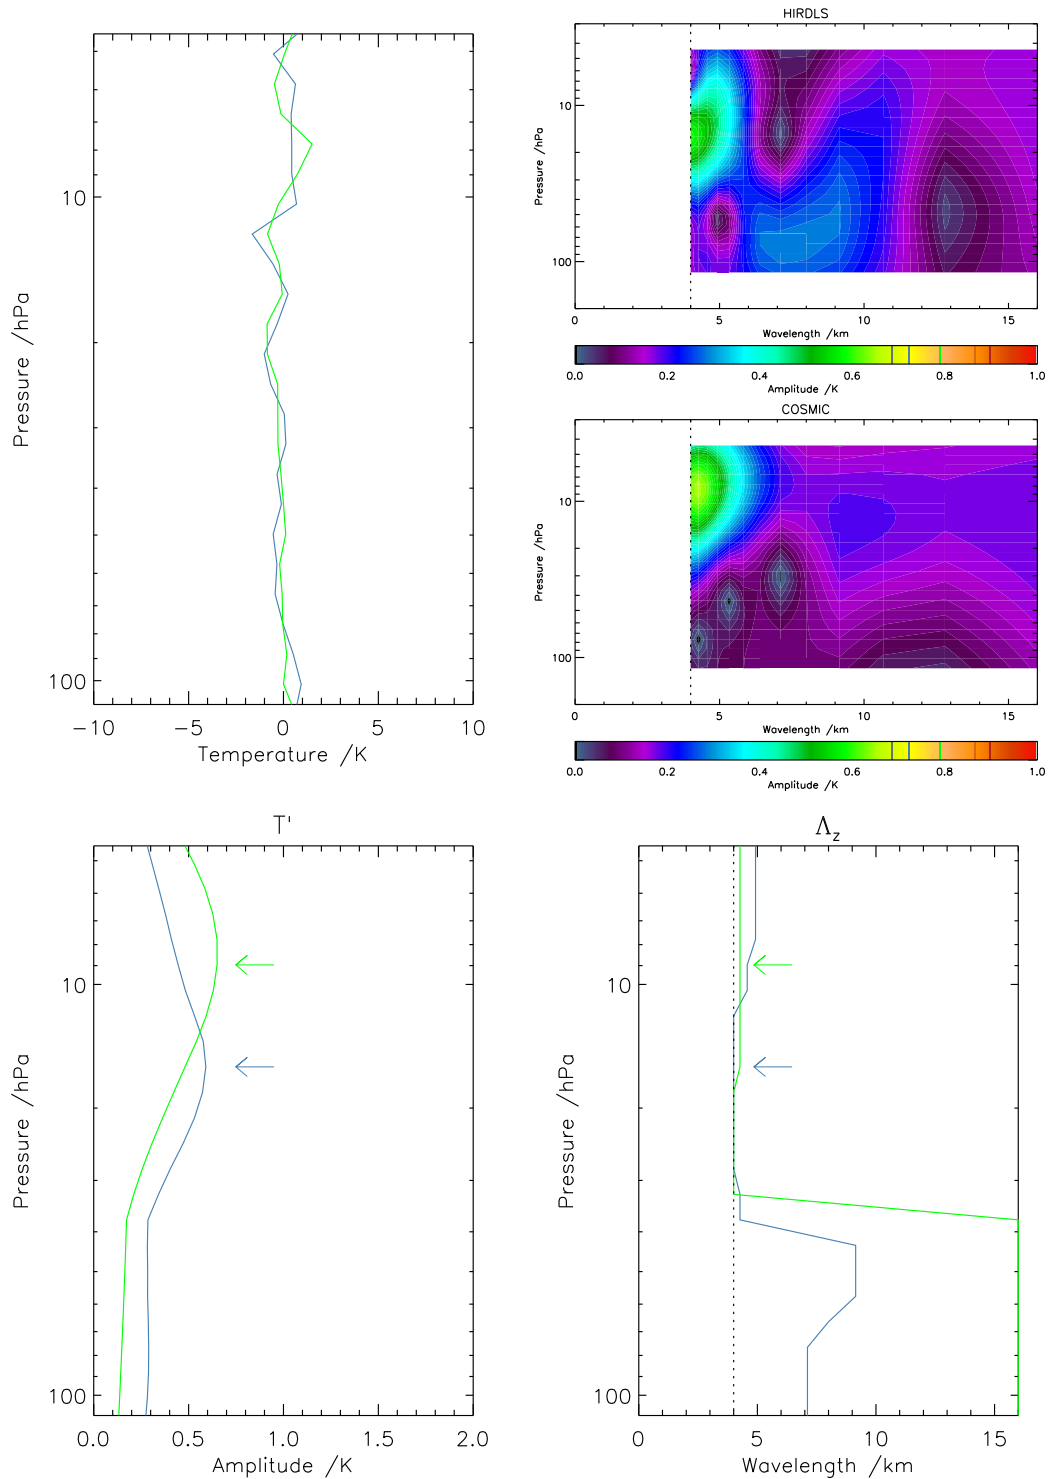 HIRDLS
Pressure /hPa
10
100
0 5 10 15
Wavelength /km
0.0 0.2 0.4 0.6 0.8 1.0
Amplitude /K
COSMIC
Pressure /hPa
10
100
0 5 10 15
Wavelength /km
0.0 0.2 0.4 0.6 0.8 1.0
Amplitude /K
Pressure /hPa
10
100
−10 −5 0 5 10
Temperature /K
T'
Pressure /hPa
10
100
0.0 0.5 1.0 1.5 2.0
Amplitude /K
Λz
Pressure /hPa
10
100
0 5 10 15
Wavelength /km